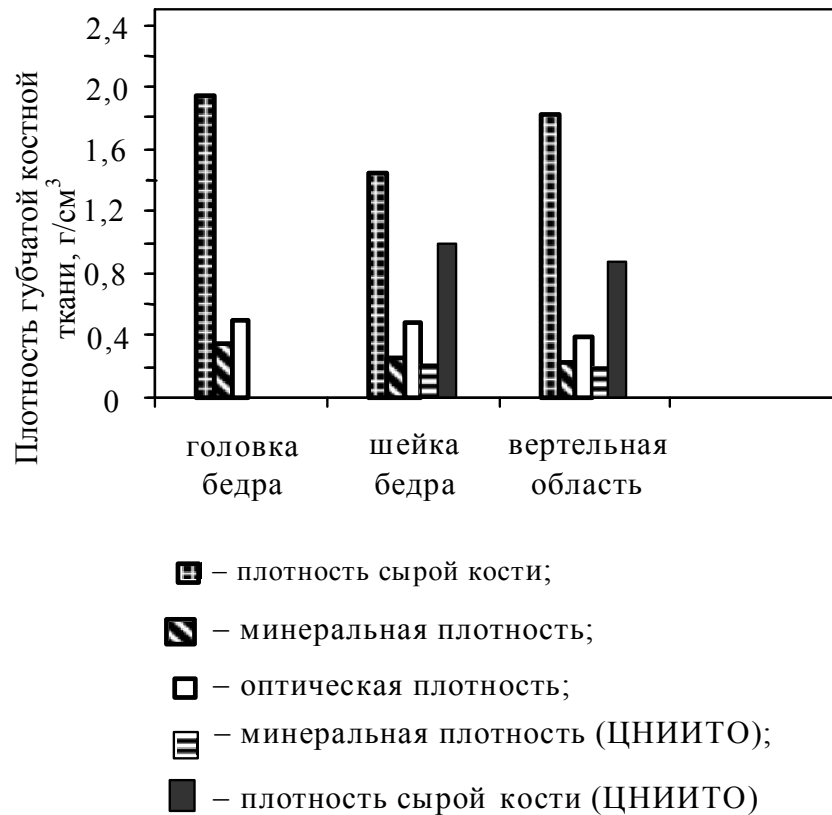 Плотность губчатой костной
ткани, г/см³
2,4
2,0
1,6
1,2
0,8
0,4
0
головка
бедра
шейка
бедра
вертельная
область
– плотность сырой кости;
– минеральная плотность;
– оптическая плотность;
– минеральная плотность (ЦНИИТО);
– плотность сырой кости (ЦНИИТО)